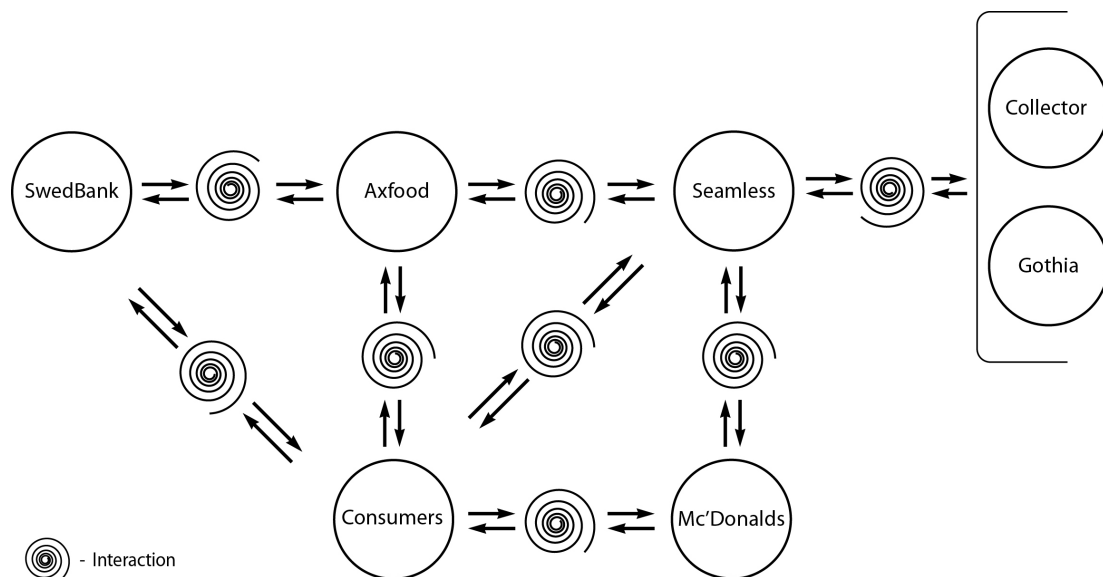 Collector
SwedBank
Axfood
Seamless
Gothia
Consumers
Mc'Donalds
- Interaction